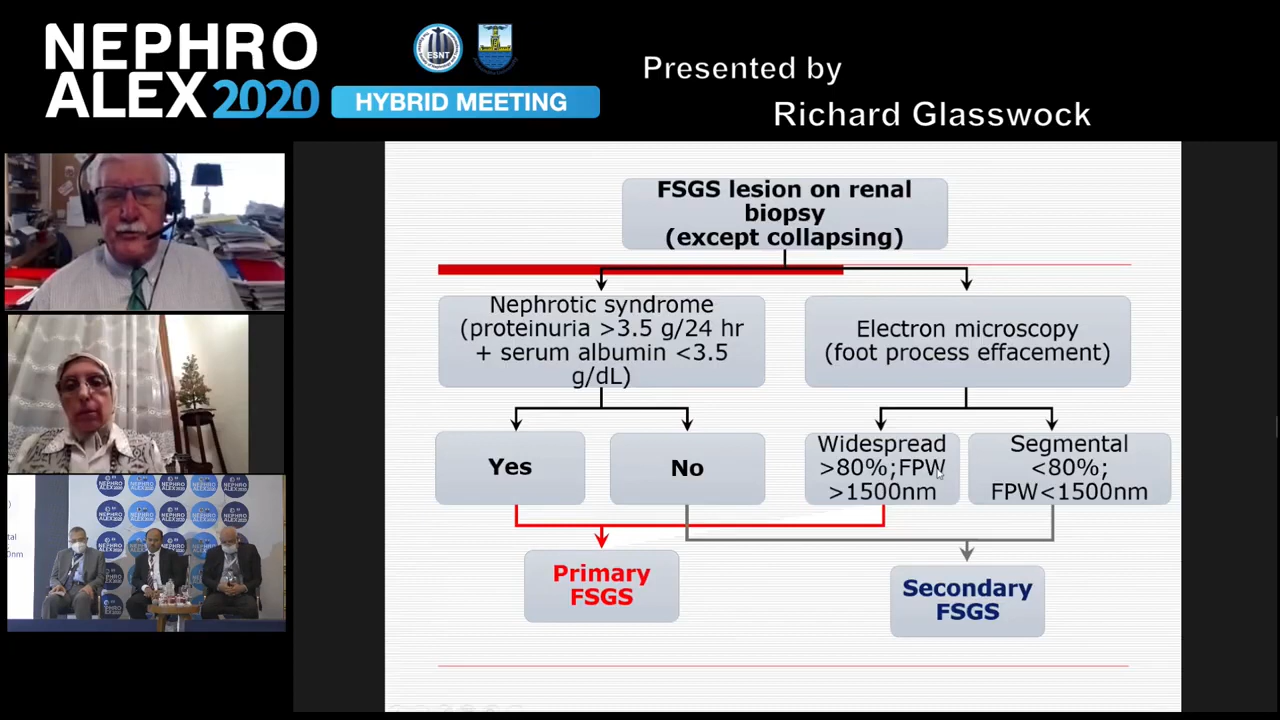 NEPHRO
ALEX2020
ESNT
HYBRID MEETING
Presented by
Richard Glasswock
FSGS lesion on renal
biopsy
(except collapsing)
Nephrotic syndrome
(proteinuria >3.5 g/24 hr
+ serum albumin <3.5
g/dL)
Electron microscopy
(foot process effacement)
Yes
No
Widespread
>80%;FPW
>1500nm
Segmental
<80%;
FPW<1500nm
Primary
FSGS
Secondary
FSGS